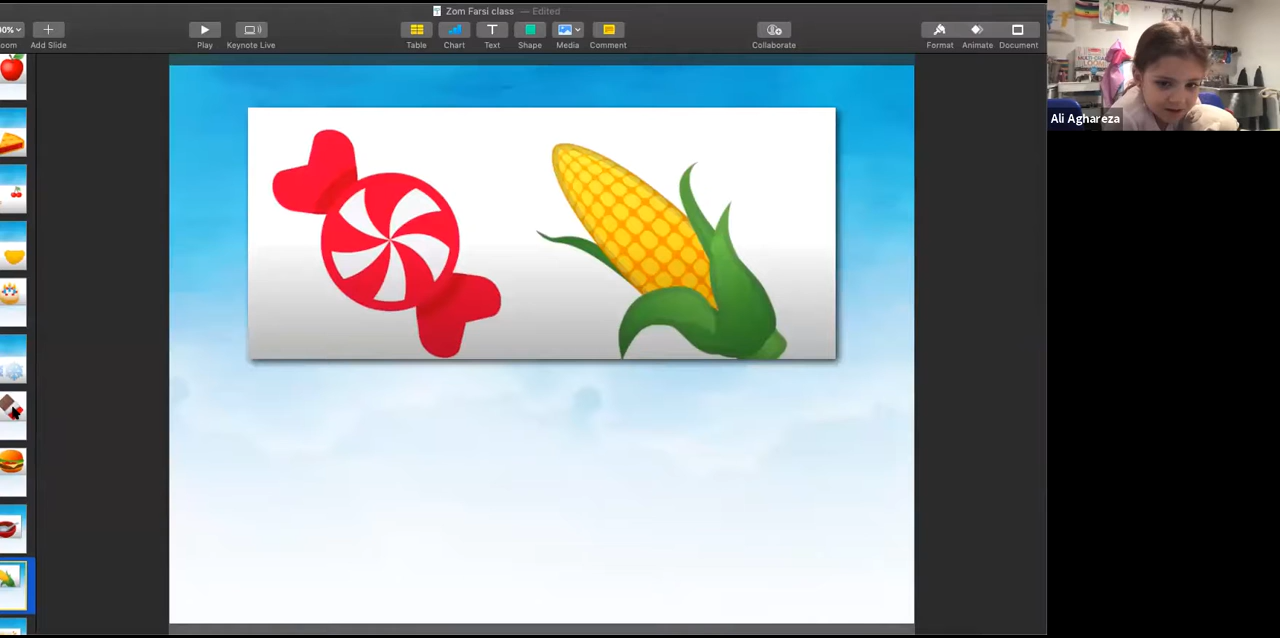 Zom Farsi class — Edited
Add Slide
Play
Keynote Live
Table
Chart
Text
Shape
Media
Comment
Collaborate
Format
Animate
Document
Ali Aghareza